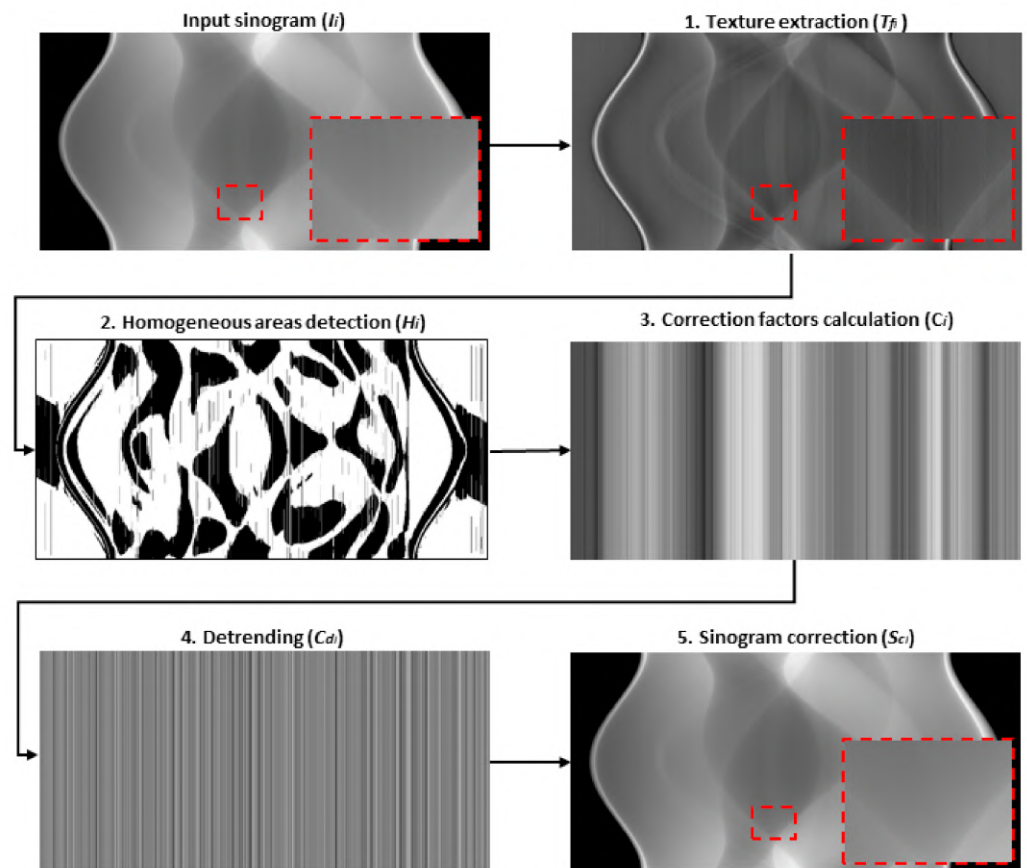 Input sinogram (Ii)
1. Texture extraction (Tfi )
2. Homogeneous areas detection (Hi)
3. Correction factors calculation (Ci)
4. Detrending (Cdi)
5. Sinogram correction (Sci)